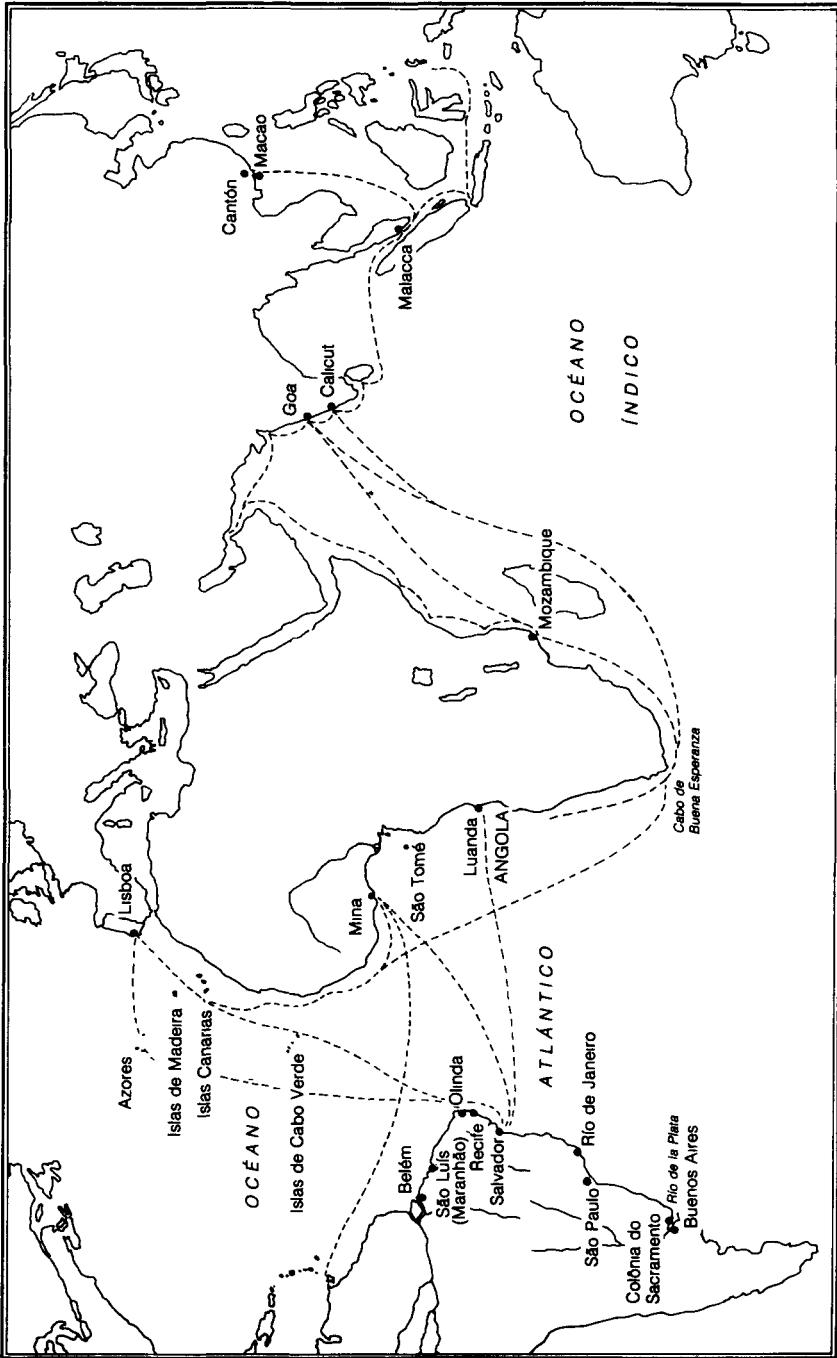 Lisboa
Azores
Islas de Madeira
Islas Canarias
OCÉANO
Islas de Cabo Verde
Mina
São Tomé
Luanda
ANGOLA
ATLÁNTICO
Belém
São Luís
(Maranhão)
Olinda
Recife
Salvador
Río de Janeiro
São Paulo
Colônia do
Sacramento
Río de la Plata
Buenos Aires
Cabo de
Buena Esperanza
Mozambique
Goa
Calicut
OCÉANO
ÍNDICO
Malacca
Cantón
Macao